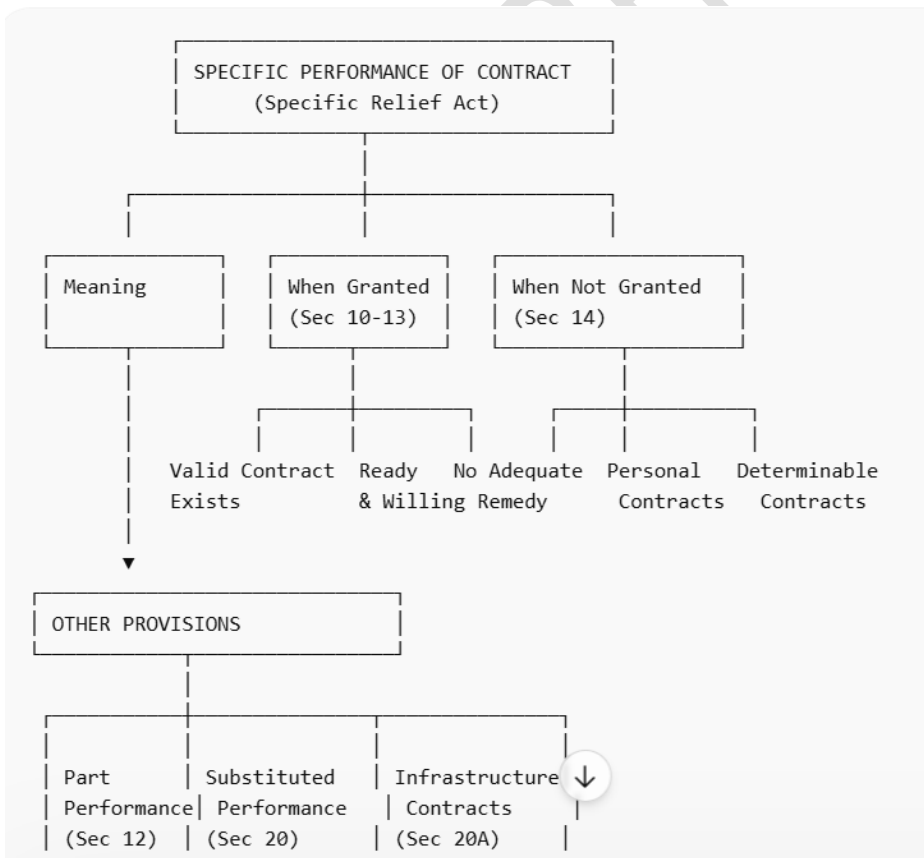 SPECIFIC PERFORMANCE OF CONTRACT
(Specific Relief Act)
Meaning
When Granted
(Sec 10-13)
When Not Granted
(Sec 14)
Valid Contract Ready No Adequate Personal Determinable
Exists & Willing Remedy Contracts Contracts
OTHER PROVISIONS
Part Substituted Infrastructure
Performance Performance Contracts
(Sec 12) (Sec 20) (Sec 20A)